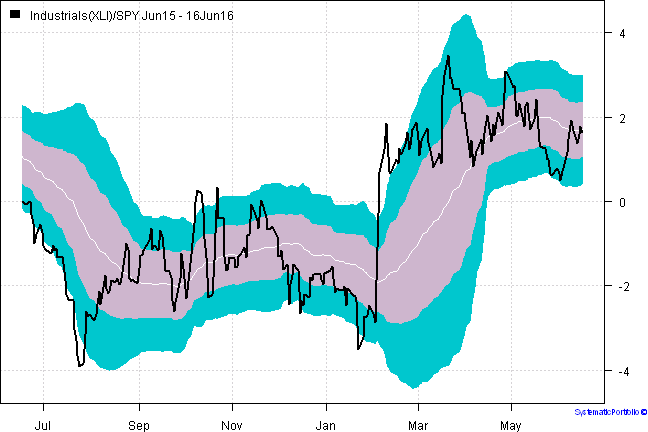 Industrials(XLI)/SPY Jun15 - 16Jun16
4
2
0
-2
-4
Jul Sep Nov Jan Mar May
SystematicPortfolio ©